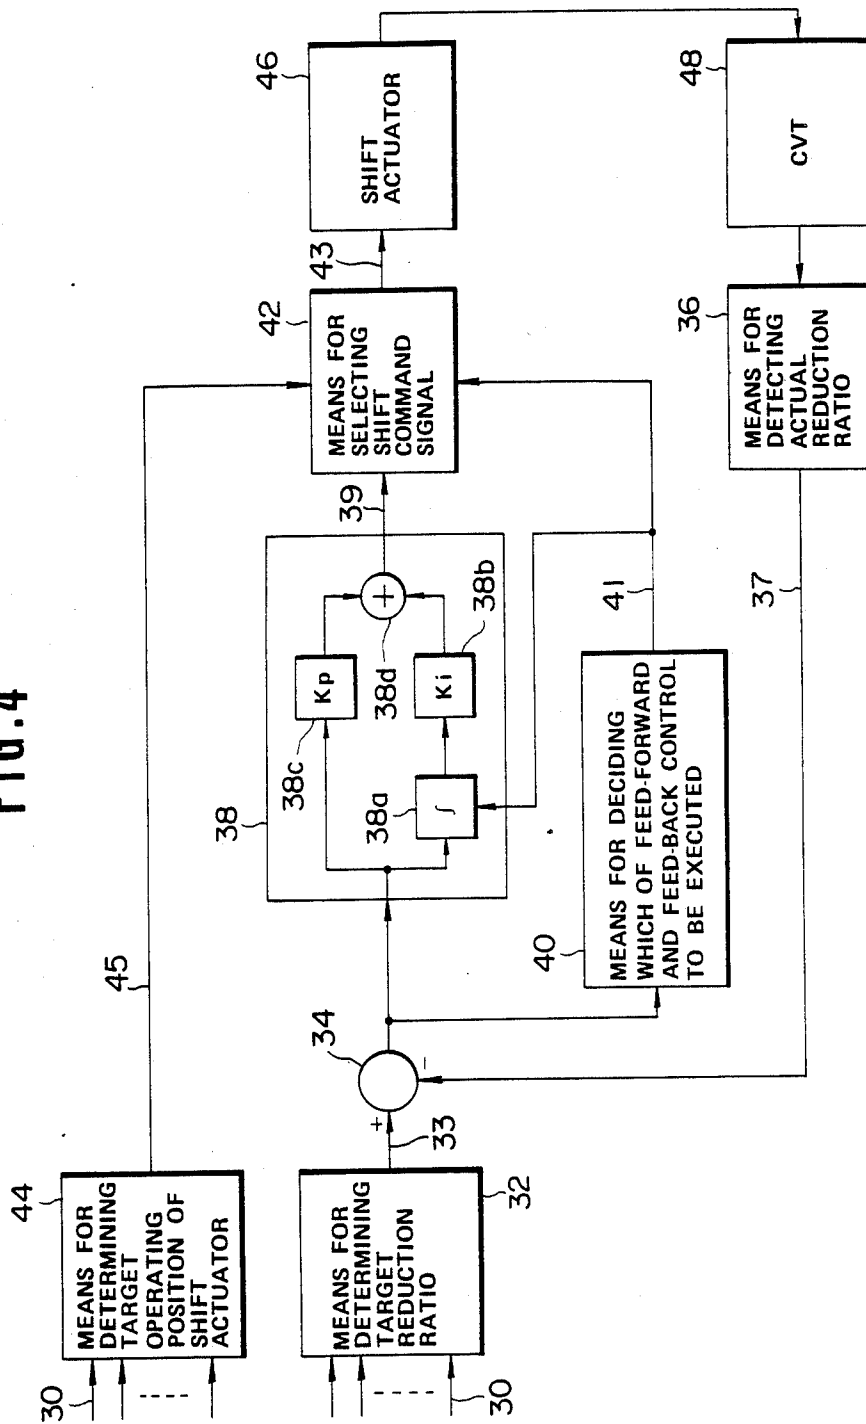 FIG.4
44
MEANS FOR
DETERMINING
TARGET
OPERATING
POSITION OF
SHIFT
ACTUATOR
30
45
32
MEANS FOR
DETERMINING
TARGET
REDUCTION
RATIO
30
33
+
−
34
38
38a
∫
38b
Ki
38c
Kp
38d
+
39
40
MEANS FOR DECIDING
WHICH OF FEED-FORWARD
AND FEED-BACK CONTROL
TO BE EXECUTED
41
42
MEANS FOR
SELECTING
SHIFT
COMMAND
SIGNAL
43
46
SHIFT
ACTUATOR
48
CVT
36
MEANS FOR
DETECTING
ACTUAL
REDUCTION
RATIO
37